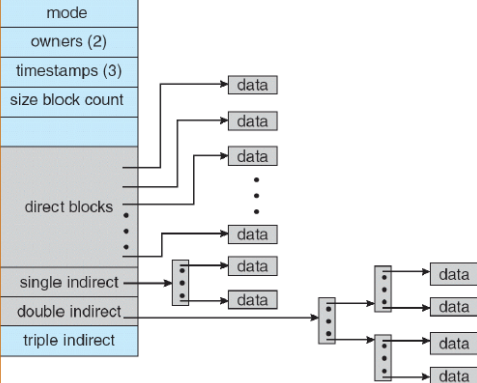 mode
owners (2)
timestamps (3)
size block count
direct blocks
single indirect
double indirect
triple indirect
data
data
data
data
data
data
data
data
data
data